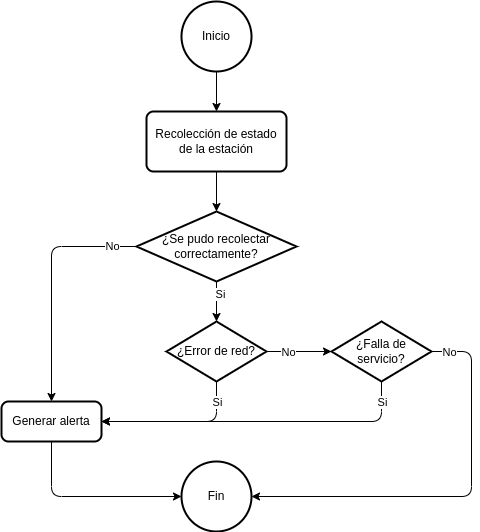 Inicio
Recolección de estado
de la estación
¿Se pudo recolectar
correctamente?
No
Si
¿Error de red?
No
¿Falla de
servicio?
No
Si
Si
Generar alerta
Fin